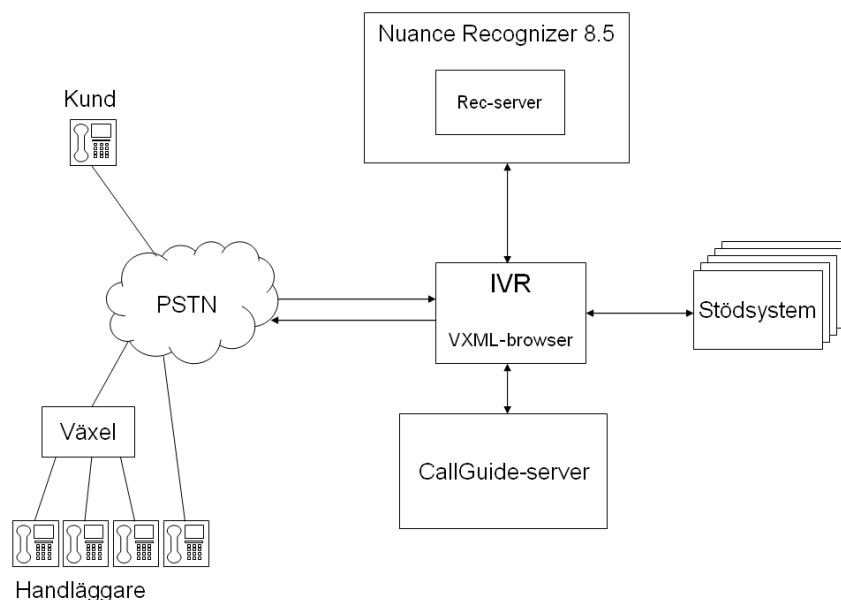 Nuance Recognizer 8.5
Rec-server
Kund
PSTN
IVR
VXML-browser
Stödsystem
Växel
CallGuide-server
Handläggare